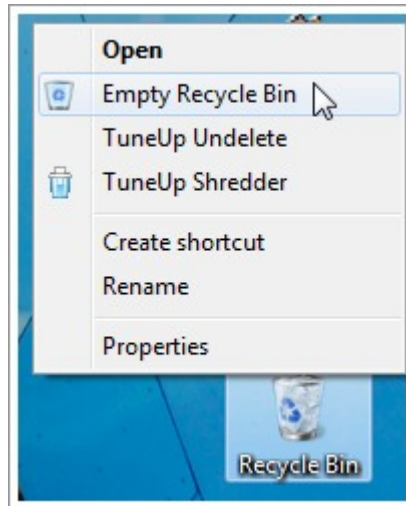 Open
Empty Recycle Bin
TuneUp Undelete
TuneUp Shredder
Create shortcut
Rename
Properties
Recycle Bin